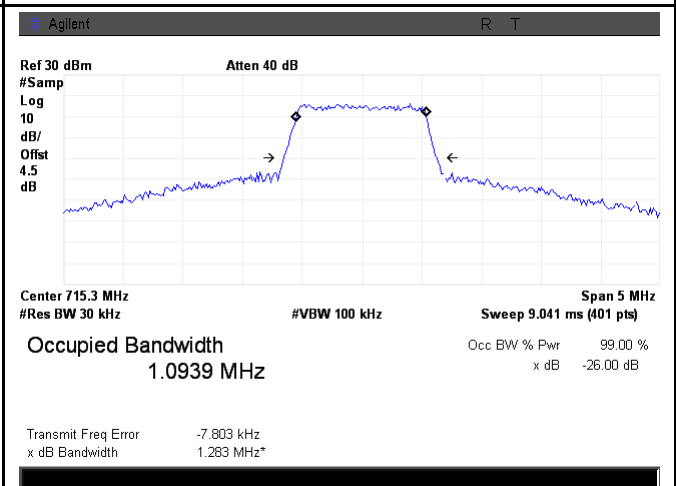 Agilent R T
Ref 30 dBm Atten 40 dB
#Samp
Log
10
dB/
Offst
4.5
dB
Center 715.3 MHz Span 5 MHz
#Res BW 30 kHz #VBW 100 kHz Sweep 9.041 ms (401 pts)
Occupied Bandwidth Occ BW % Pwr 99.00 %
1.0939 MHz x dB -26.00 dB
Transmit Freq Error -7.803 kHz
x dB Bandwidth 1.283 MHz*